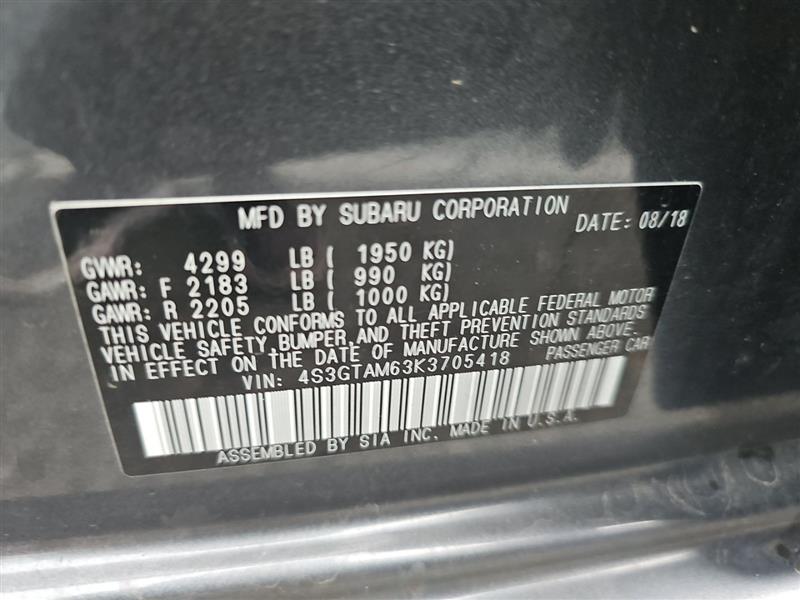 MFD BY SUBARU CORPORATION DATE: 08/18
GVWR: 4299 LB ( 1950 KG)
GAWR: F 2183 LB ( 990 KG)
GAWR: R 2205 LB ( 1000 KG)
THIS VEHICLE CONFORMS TO ALL APPLICABLE FEDERAL MOTOR
VEHICLE SAFETY, BUMPER, AND THEFT PREVENTION STANDARDS
IN EFFECT ON THE DATE OF MANUFACTURE SHOWN ABOVE.
VIN: 4S3GTAM63K3705418 PASSENGER CAR
ASSEMBLED BY SIA INC. MADE IN U.S.A.